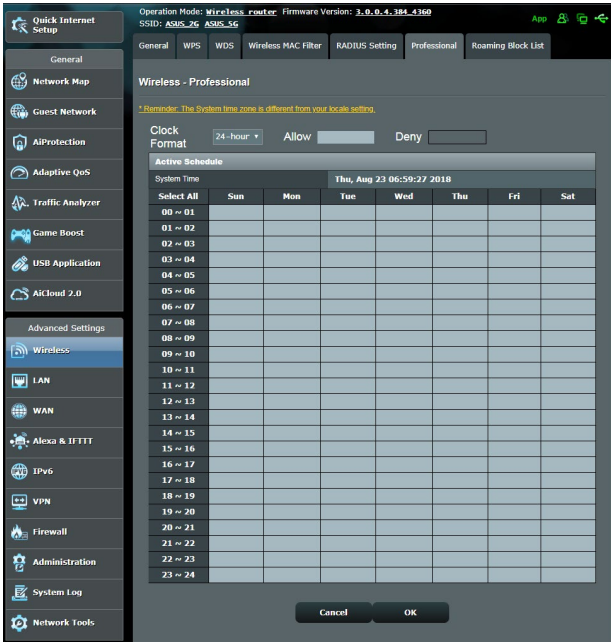 Quick Internet
Setup
General
Network Map
Guest Network
AiProtection
Adaptive QoS
Traffic Analyzer
Game Boost
USB Application
AiCloud 2.0
Advanced Settings
Wireless
LAN
WAN
Alexa & IFTTT
IPv6
VPN
Firewall
Administration
System Log
Network Tools
Operation Mode: Wireless router Firmware Version: 3.0.0.4.384_4360
SSID: ASUS_2G ASUS_5G
App
General WPS WDS Wireless MAC Filter RADIUS Setting Professional Roaming Block List
Wireless - Professional
* Reminder: The System time zone is different from your locale setting.
Clock
Format 24-hour Allow Deny
Active Schedule
System Time Thu, Aug 23 06:59:27 2018
Select All Sun Mon Tue Wed Thu Fri Sat
00 ~ 01
01 ~ 02
02 ~ 03
03 ~ 04
04 ~ 05
05 ~ 06
06 ~ 07
07 ~ 08
08 ~ 09
09 ~ 10
10 ~ 11
11 ~ 12
12 ~ 13
13 ~ 14
14 ~ 15
15 ~ 16
16 ~ 17
17 ~ 18
18 ~ 19
19 ~ 20
20 ~ 21
21 ~ 22
22 ~ 23
23 ~ 24
Cancel OK